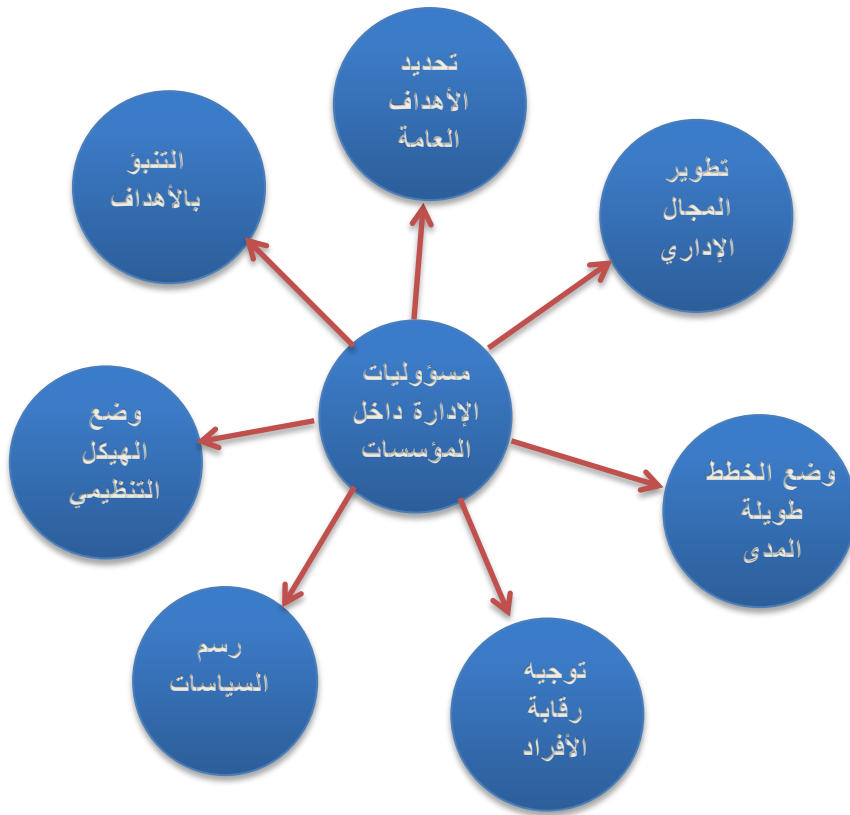 تحديد
الأهداف
العامة
التنبؤ
بالأهداف
تطوير
المجال
الإداري
مسؤوليات
الإدارة داخل
المؤسسات
وضع
الهيكل
التنظيمي
وضع الخطط
طويلة
المدى
رسم
السياسات
توجيه
رقابة
الأفراد